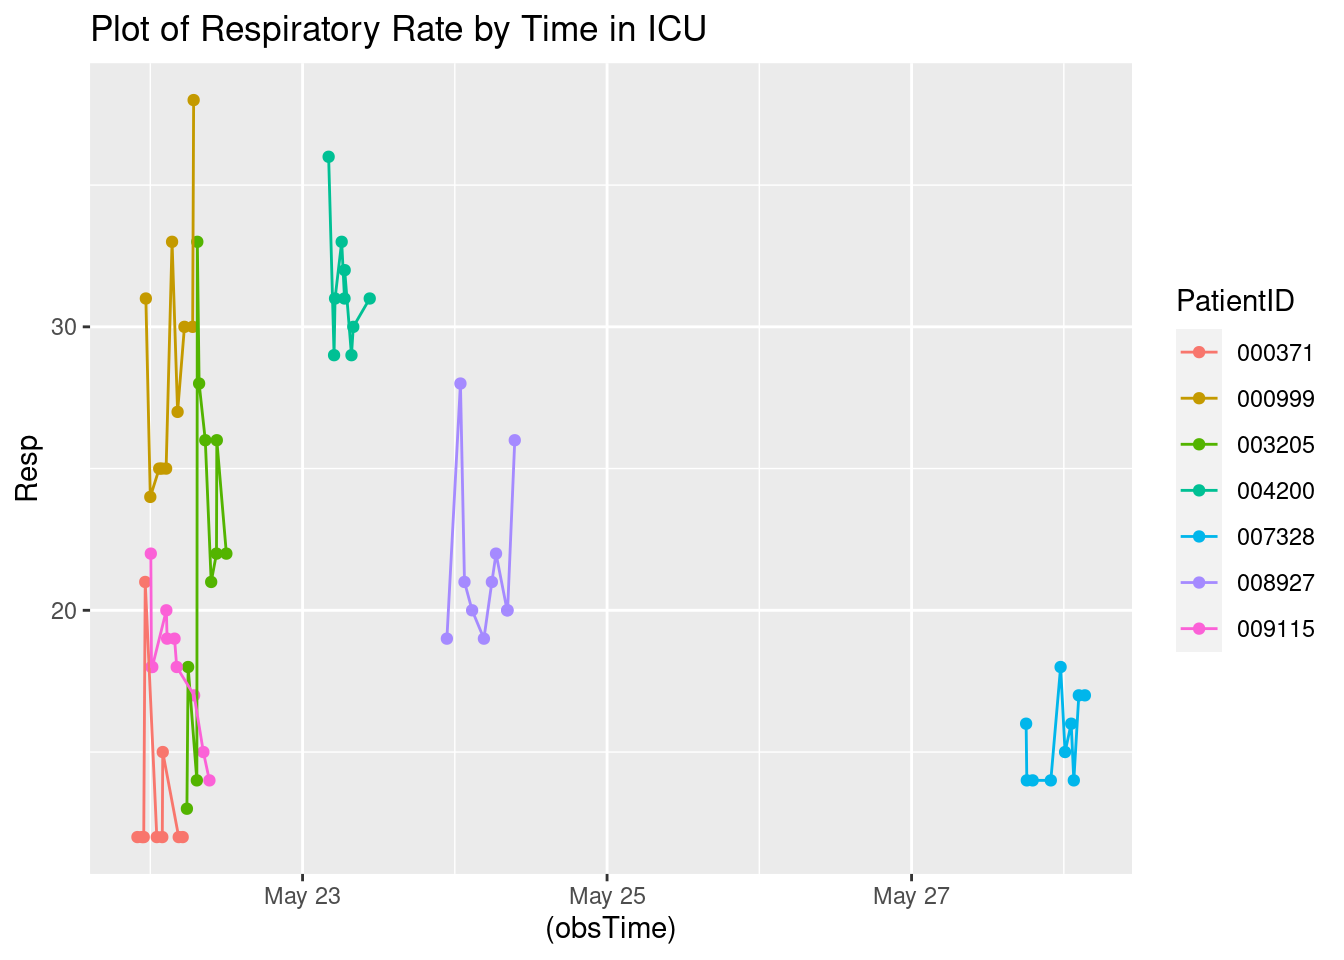 Plot of Respiratory Rate by Time in ICU
Resp
30
20
May 23
May 25
May 27
(obsTime)
PatientID
000371
000999
003205
004200
007328
008927
009115